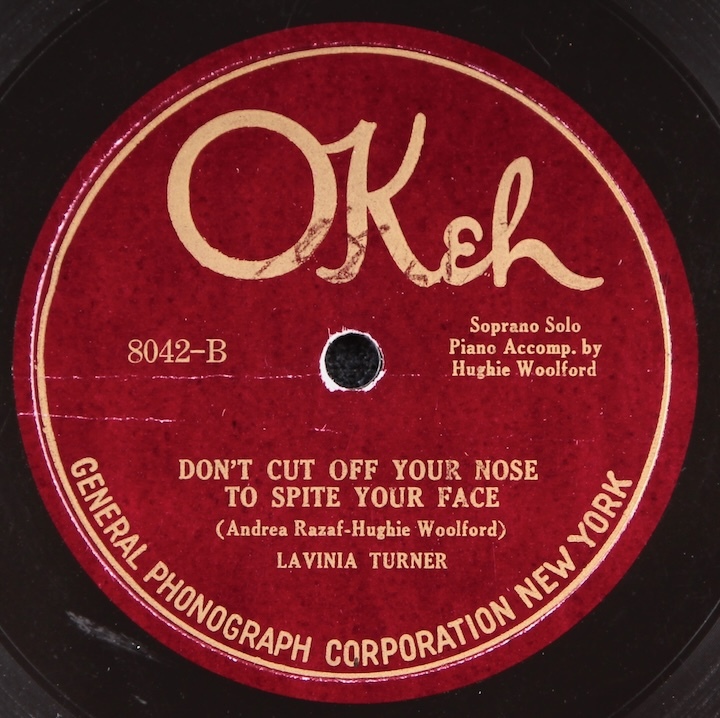 OKeh
8042-B
Soprano Solo
Piano Accomp. by
Hughie Woolford
DON'T CUT OFF YOUR NOSE
TO SPITE YOUR FACE
(Andrea Razaf-Hughie Woolford)
LAVINIA TURNER
GENERAL PHONOGRAPH CORPORATION NEW YORK